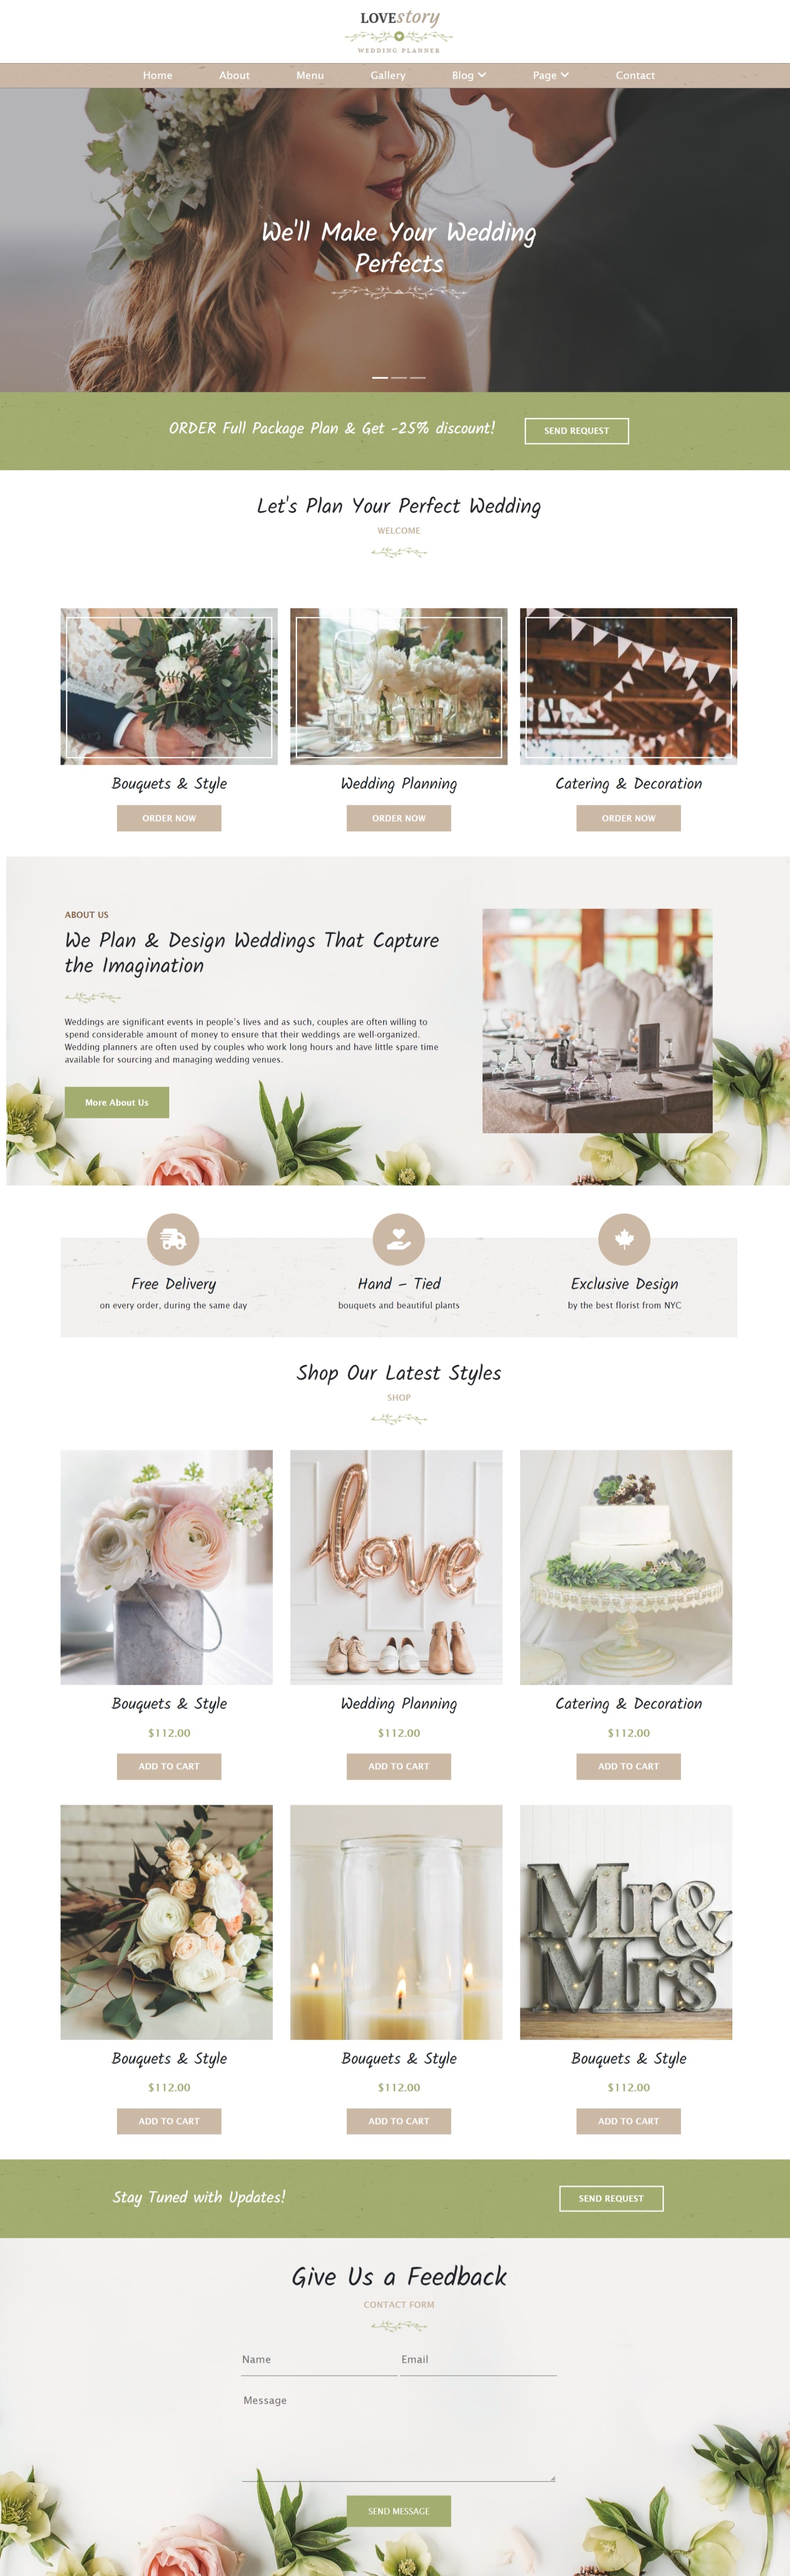 LOVEstory
WEDDING PLANNER
Home About Menu Gallery Blog Page Contact
We'll Make Your Wedding
Perfects
ORDER Full Package Plan & Get -25% discount!
SEND REQUEST
Let's Plan Your Perfect Wedding
WELCOME
Bouquets & Style
Wedding Planning
Catering & Decoration
ORDER NOW
ORDER NOW
ORDER NOW
ABOUT US
We Plan & Design Weddings That Capture
the Imagination
Weddings are significant events in people's lives and as such, couples are often willing to
spend considerable amount of money to ensure that their weddings are well-organized.
Wedding planners are often used by couples who work long hours and have little spare time
available for sourcing and managing wedding venues.
More About Us
Free Delivery
Hand – Tied
Exclusive Design
on every order, during the same day
bouquets and beautiful plants
by the best florist from NYC
Shop Our Latest Styles
SHOP
love
Bouquets & Style
Wedding Planning
Catering & Decoration
$112.00
$112.00
$112.00
ADD TO CART
ADD TO CART
ADD TO CART
Mr&
Mrs
Bouquets & Style
Bouquets & Style
Bouquets & Style
$112.00
$112.00
$112.00
ADD TO CART
ADD TO CART
ADD TO CART
Stay Tuned with Updates!
SEND REQUEST
Give Us a Feedback
CONTACT FORM
Name
Email
Message
SEND MESSAGE